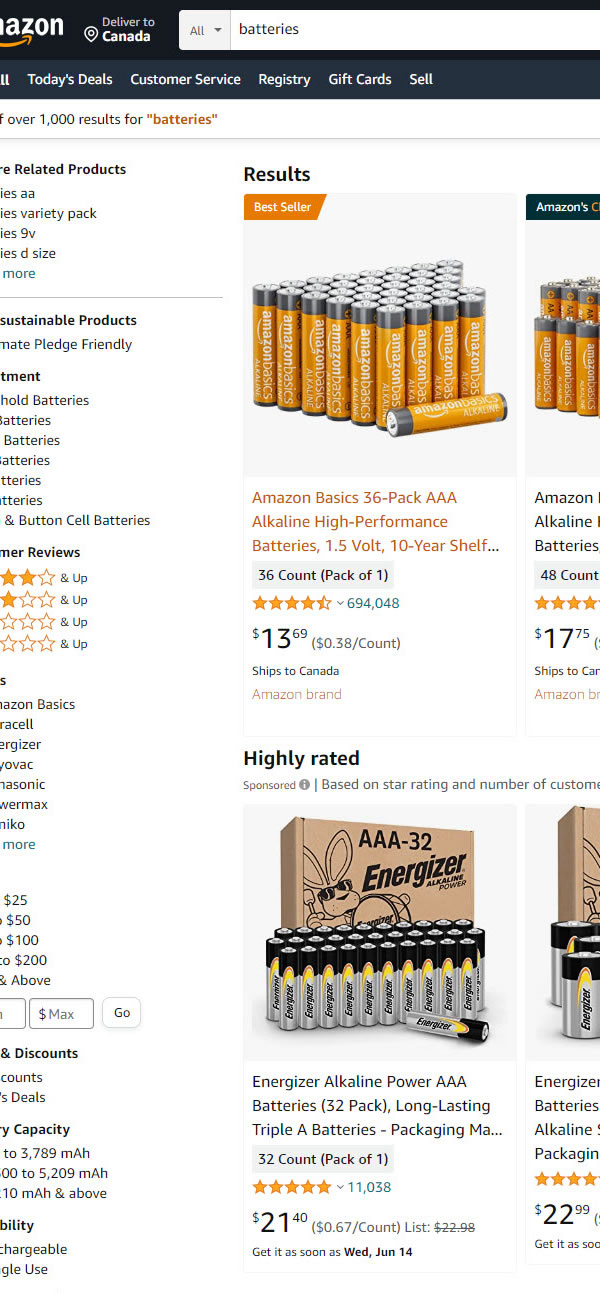 mazon
Deliver to
Canada
All
batteries
ll Today's Deals Customer Service Registry Gift Cards Sell
f over 1,000 results for "batteries"
re Related Products
ies aa
ies variety pack
ies 9v
ies d size
more
sustainable Products
mate Pledge Friendly
tment
hold Batteries
Batteries
Batteries
Batteries
tteries
atteries
& Button Cell Batteries
mer Reviews
& Up
& Up
& Up
& Up
s
mazon Basics
racell
ergizer
yovac
nasonic
wermax
niko
more
$25
o $50
o $100
to $200
& Above
$ Max
Go
& Discounts
counts
's Deals
ry Capacity
to 3,789 mAh
500 to 5,209 mAh
210 mAh & above
bility
chargeable
gle Use
Results
Best Seller
amazonbasics
ALKALINE
Amazon Basics 36-Pack AAA
Alkaline High-Performance
Batteries, 1.5 Volt, 10-Year Shelf...
36 Count (Pack of 1)
694,048
$13 69 ($0.38/Count)
Ships to Canada
Amazon brand
Amazon's C
Amazon
Alkaline
Batteries,
48 Count
$17 75 (
Ships to Can
Amazon br
Highly rated
Sponsored | Based on star rating and number of custome
AAA-32
Energizer
ALKALINE
POWER
Energizer
Energizer Alkaline Power AAA
Batteries (32 Pack), Long-Lasting
Triple A Batteries - Packaging Ma...
32 Count (Pack of 1)
11,038
$21 40 ($0.67/Count) List: $22.98
Get it as soon as Wed, Jun 14
Energizer
Energizer
Batteries
Alkaline S
Packagin
$22 99 (
Get it as soo